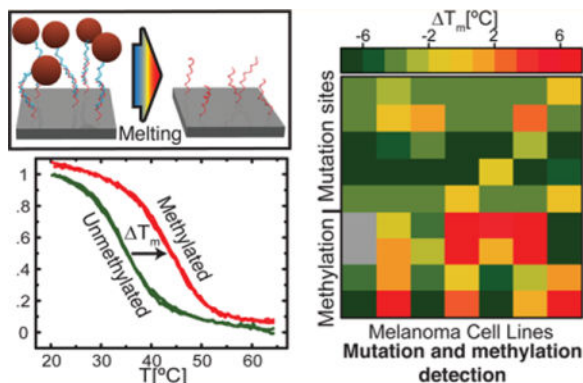 Melting
1
.8
.6
.4
.2
0
Unmethylated
ΔTm
Methylated
20 30 40 50 60
T[ºC]
ΔTm[ºC]
-6 -2 2 6
Mutation sites
Methylation
Melanoma Cell Lines
Mutation and methylation
detection